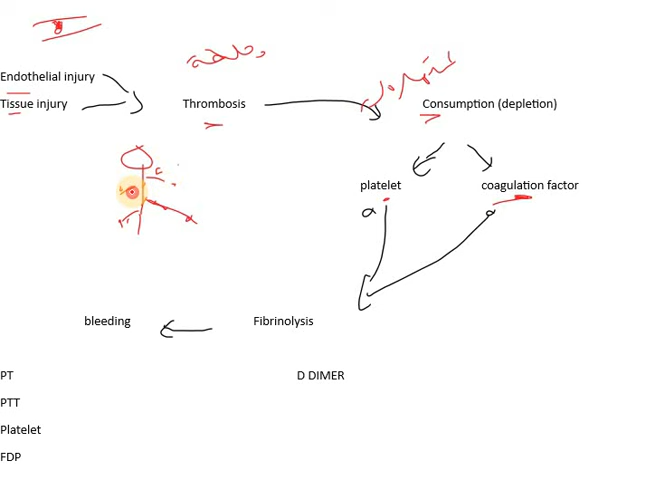 Endothelial injury
Tissue injury
Thrombosis
Consumption (depletion)
platelet
coagulation factor
bleeding
Fibrinolysis
PT
D DIMER
PTT
Platelet
FDP